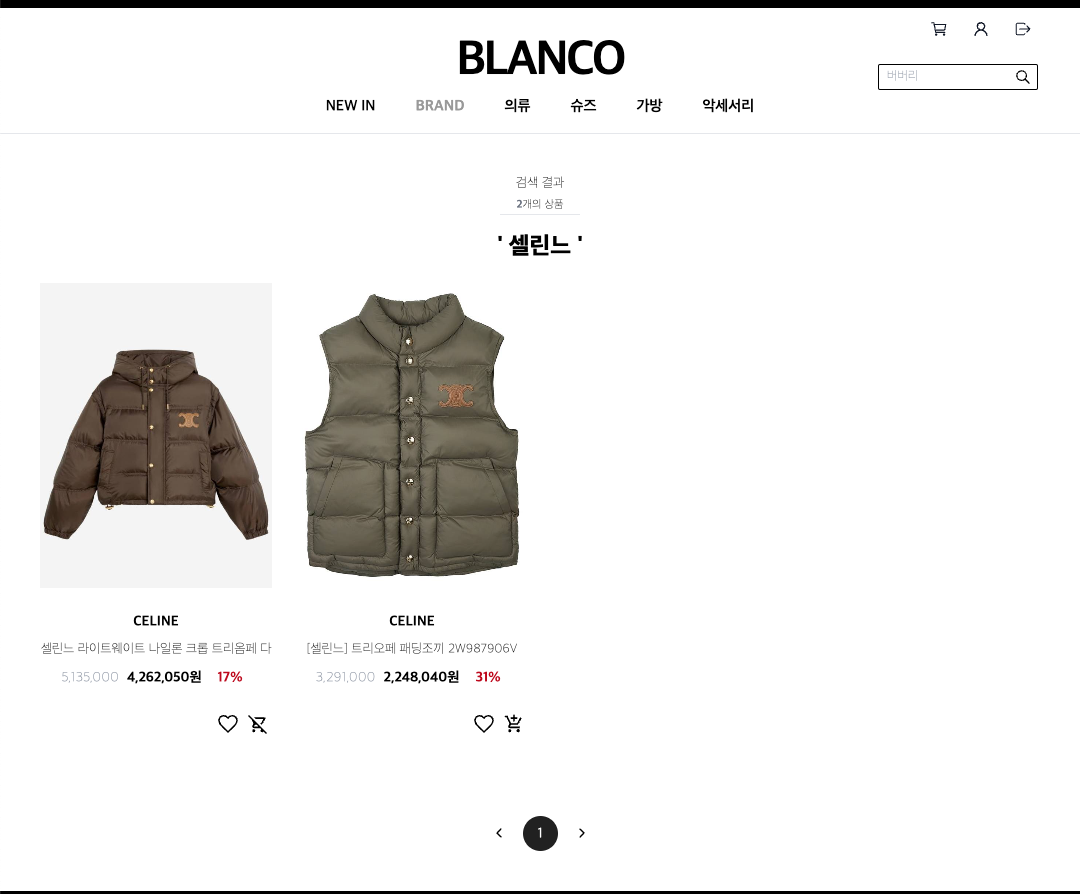 BLANCO
버버리
NEW IN BRAND 의류 슈즈 가방 악세서리
검색 결과
2개의 상품
' 셀린느 '
CELINE
셀린느 라이트웨이트 나일론 크롭 트리옴페 다
5,135,000 4,262,050원 17%
CELINE
[셀린느] 트리오페 패딩조끼 2W987906V
3,291,000 2,248,040원 31%
1